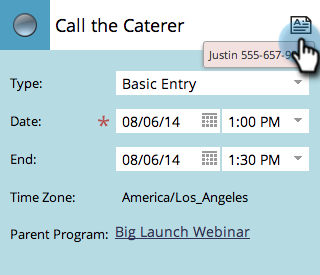 Call the Caterer
Justin 555-657-9
Type: Basic Entry
Date: * 08/06/14 1:00 PM
End: 08/06/14 1:30 PM
Time Zone: America/Los_Angeles
Parent Program: Big Launch Webinar